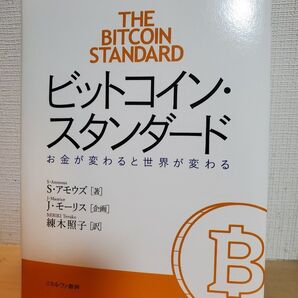 THE
BITCOIN
STANDARD
ビットコイン・
スタンダード
お金が変わると世界が変わる
S・Ammous
S・アモウズ［著］
J・Maurice
J・モーリス［企画］
NERIKI Teruko
練木照子［訳］
ミネルヴァ書房